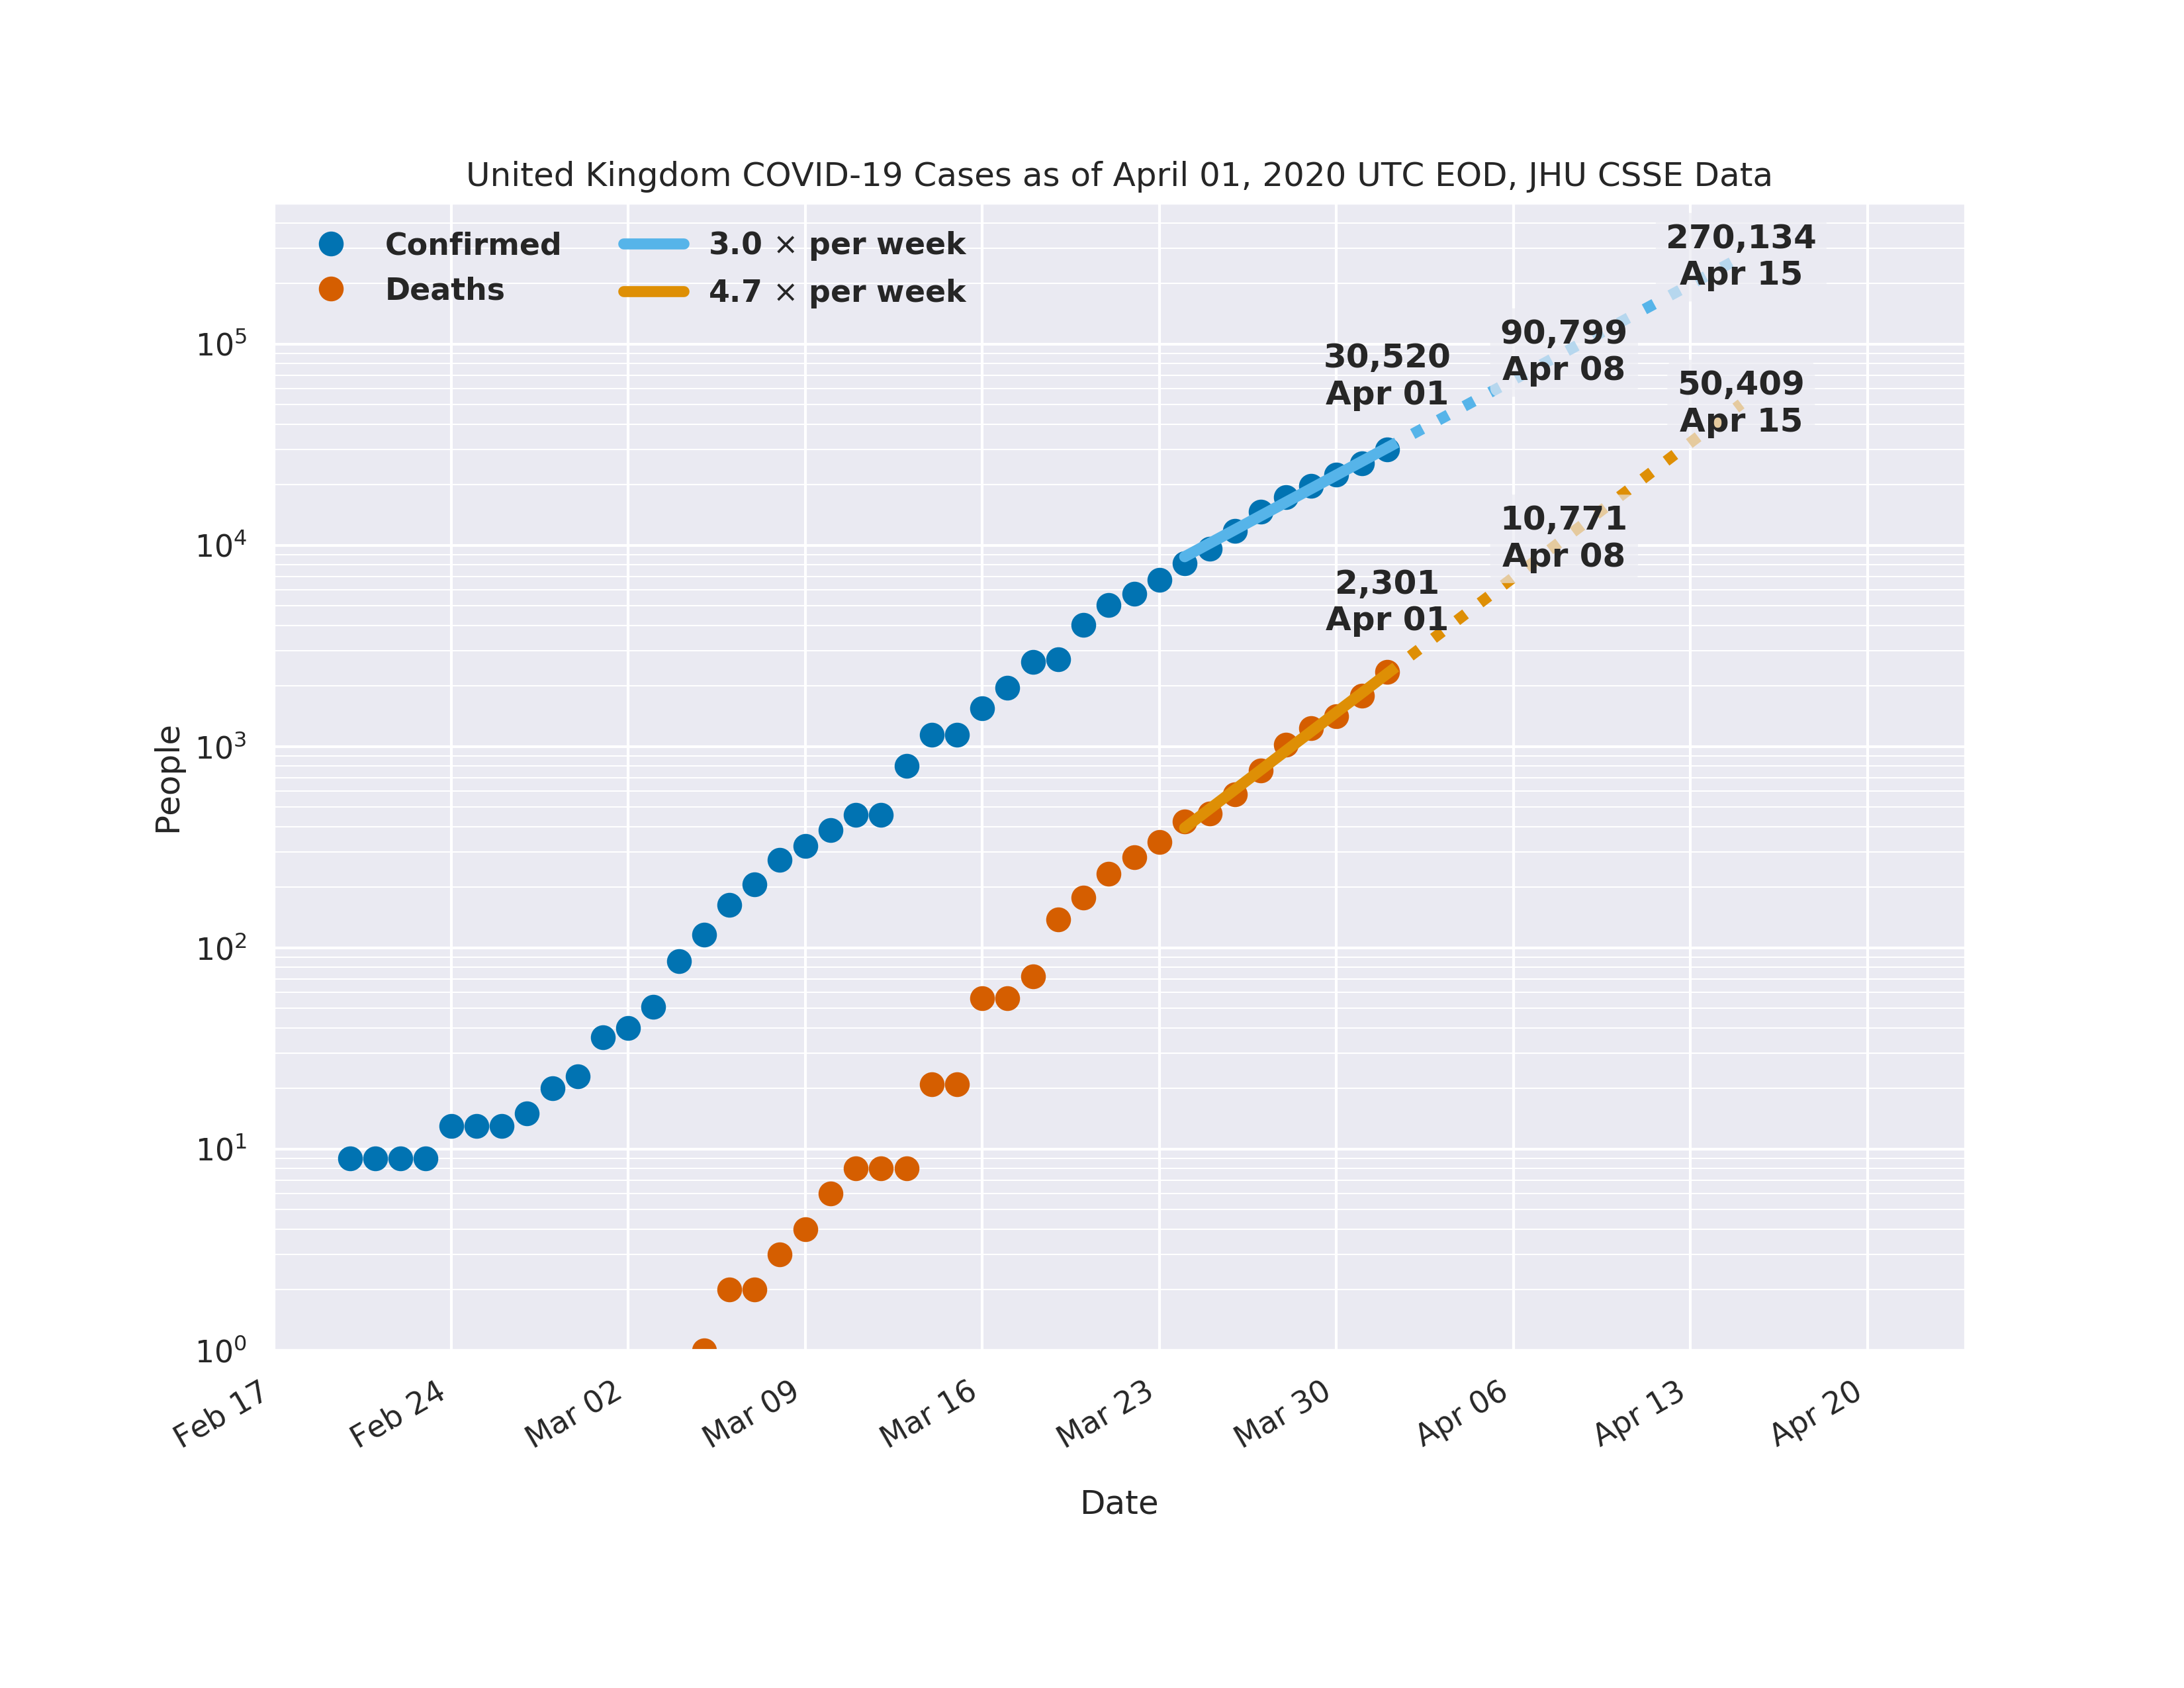 United Kingdom COVID-19 Cases as of April 01, 2020 UTC EOD, JHU CSSE Data
Confirmed
Deaths
3.0 × per week
4.7 × per week
270,134
Apr 15
90,799
Apr 08
30,520
Apr 01
50,409
Apr 15
10,771
Apr 08
2,301
Apr 01
People
10⁵
10⁴
10³
10²
10¹
10⁰
Feb 17
Feb 24
Mar 02
Mar 09
Mar 16
Mar 23
Mar 30
Apr 06
Apr 13
Apr 20
Date